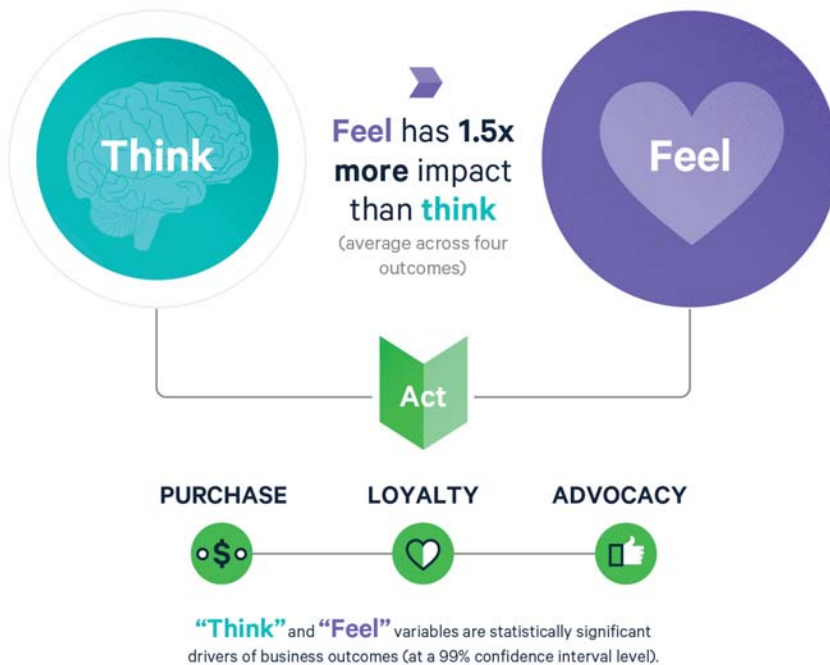 Think
Feel has 1.5x
more impact
than think
(average across four
outcomes)
Feel
Act
PURCHASE
LOYALTY
ADVOCACY
$
“Think” and “Feel” variables are statistically significant
drivers of business outcomes (at a 99% confidence interval level).